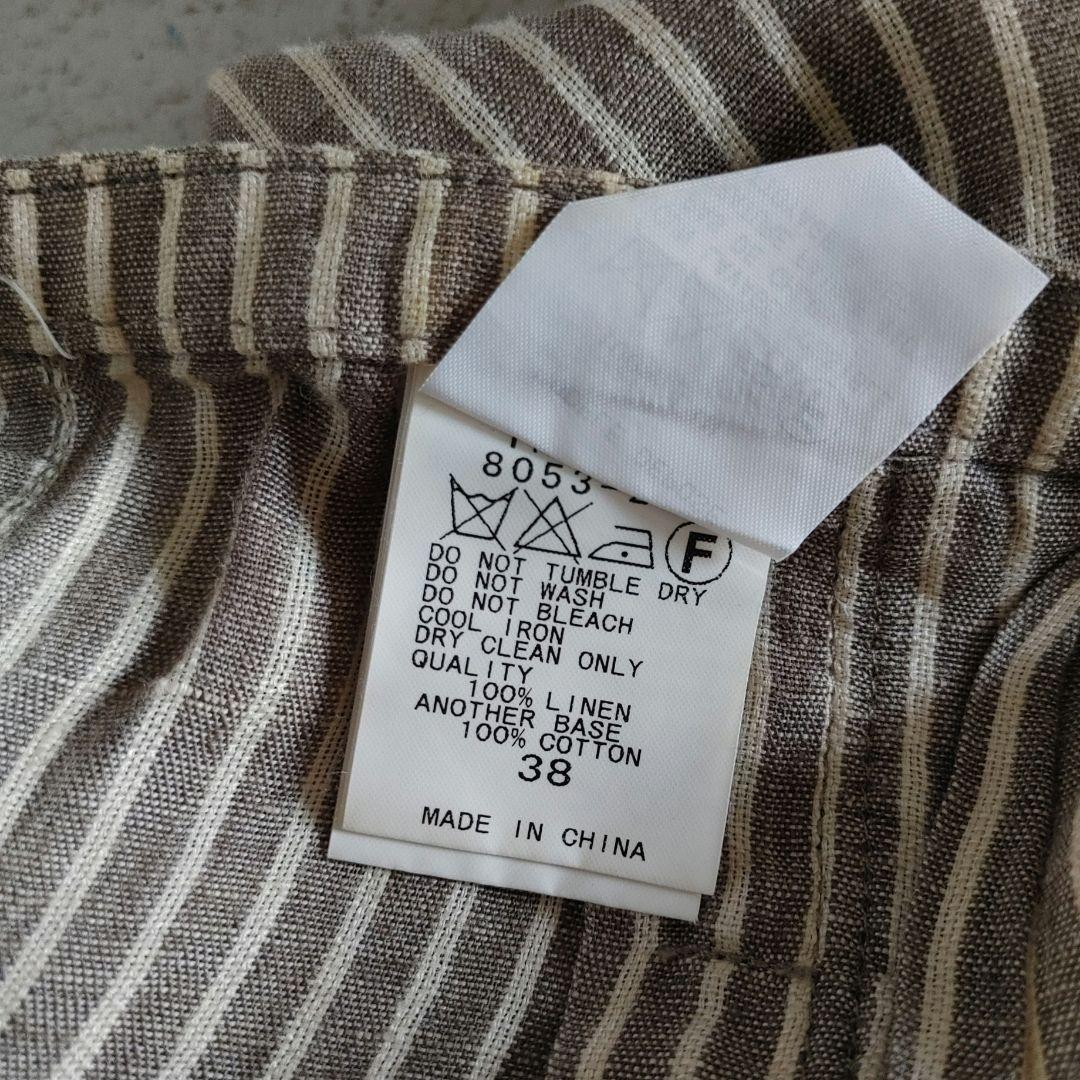 8053-
F
DO NOT TUMBLE DRY
DO NOT WASH
DO NOT BLEACH
COOL IRON
DRY CLEAN ONLY
QUALITY
100% LINEN
ANOTHER BASE
100% COTTON
38
MADE IN CHINA